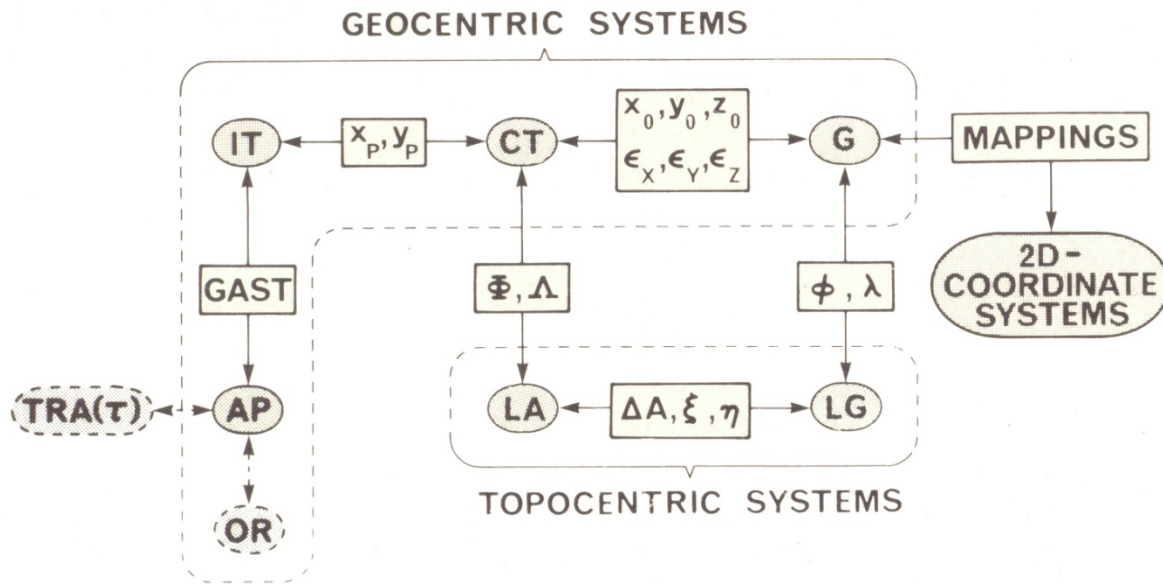 GEOCENTRIC SYSTEMS
IT
x_P, y_P
CT
x_0, y_0, z_0
ϵ_X, ϵ_Y, ϵ_Z
G
MAPPINGS
GAST
Φ, Λ
ϕ, λ
2D-
COORDINATE
SYSTEMS
TRA(τ)
AP
LA
ΔA, ξ, η
LG
OR
TOPOCENTRIC SYSTEMS